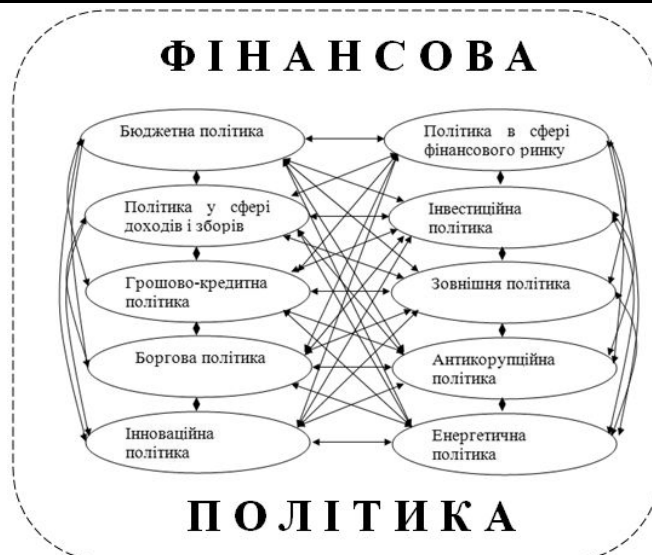 ФІНАНСОВА
Бюджетна політика
Політика в сфері
фінансового ринку
Політика у сфері
доходів і зборів
Інвестиційна
політика
Грошово-кредитна
політика
Зовнішня політика
Боргова політика
Антикорупційна
політика
Інноваційна
політика
Енергетична
політика
ПОЛІТИКА